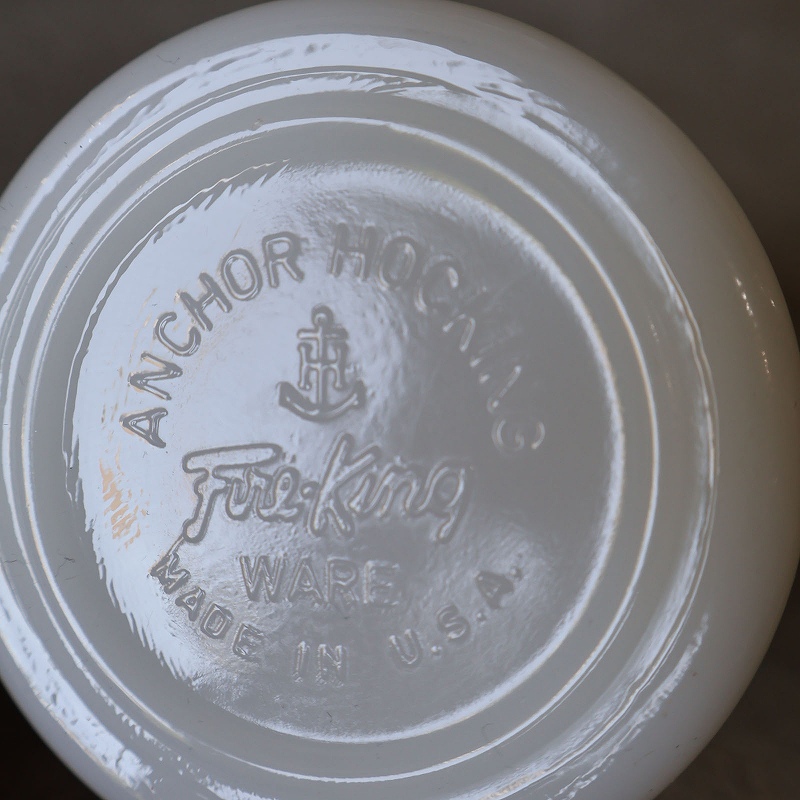 ANCHOR HOCKING
H
Fire-King
WARE
MADE IN U.S.A.